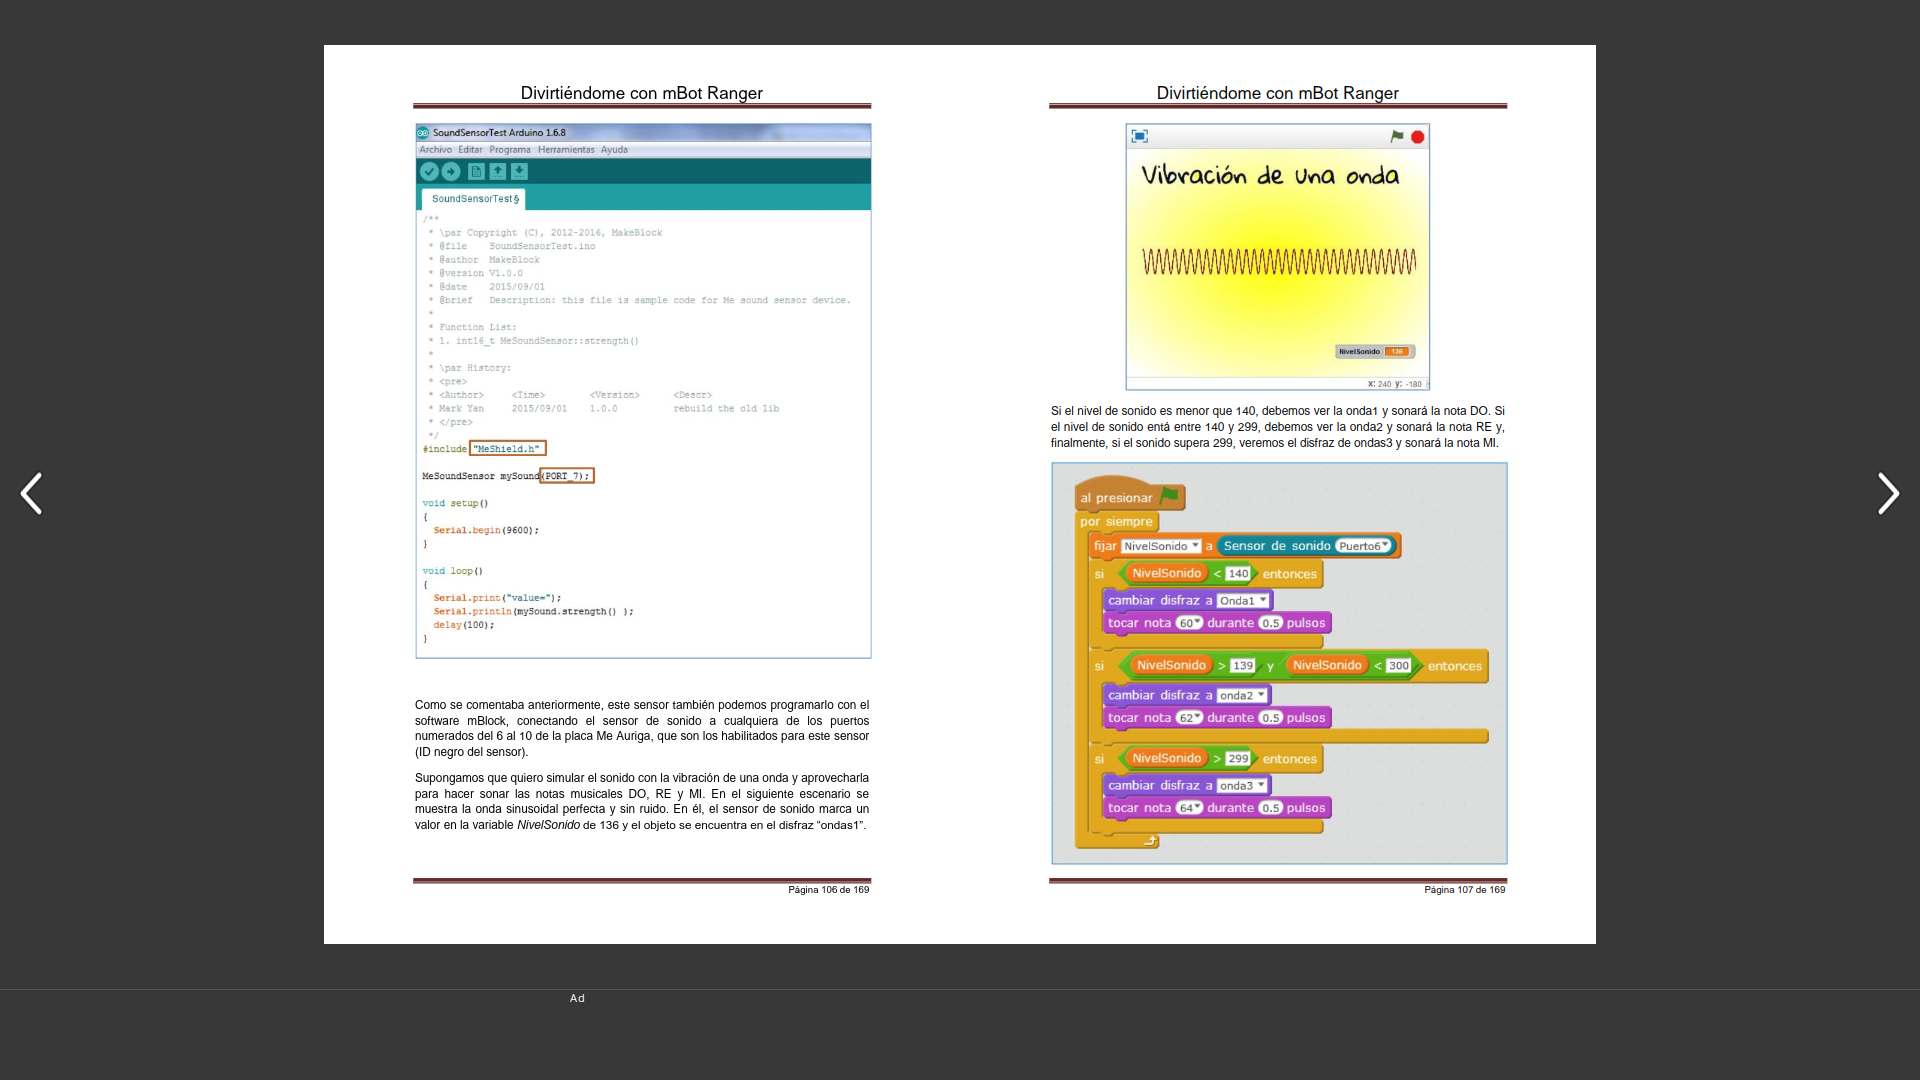 Divirtiéndome con mBot Ranger
SoundSensorTest Arduino 1.6.8
Archivo Editar Programa Herramientas Ayuda
SoundSensorTest§
/**
* \par Copyright (C), 2012-2016, MakeBlock
* @file SoundSensorTest.ino
* @author MakeBlock
* @version V1.0.0
* @date 2015/09/01
* @brief Description: this file is sample code for Me sound sensor device.
*
* Function List:
* 1. int16_t MeSoundSensor::strength()
*
* \par History:
* <pre>
* <Author> <Time> <Version> <Descr>
* Mark Yan 2015/09/01 1.0.0 rebuild the old lib
* </pre>
*/
#include "MeShield.h"
MeSoundSensor mySound(PORT_7);
void setup()
{
Serial.begin(9600);
}
void loop()
{
Serial.print("value=");
Serial.println(mySound.strength() );
delay(100);
}
Como se comentaba anteriormente, este sensor también podemos programarlo con el
software mBlock, conectando el sensor de sonido a cualquiera de los puertos
numerados del 6 al 10 de la placa Me Auriga, que son los habilitados para este sensor
(ID negro del sensor).
Supongamos que quiero simular el sonido con la vibración de una onda y aprovecharla
para hacer sonar las notas musicales DO, RE y MI. En el siguiente escenario se
muestra la onda sinusoidal perfecta y sin ruido. En él, el sensor de sonido marca un
valor en la variable NivelSonido de 136 y el objeto se encuentra en el disfraz “ondas1”.
Página 106 de 169
Divirtiéndome con mBot Ranger
Vibración de una onda
NivelSonido 136
x: 240 y: -180
Si el nivel de sonido es menor que 140, debemos ver la onda1 y sonará la nota DO. Si
el nivel de sonido entá entre 140 y 299, debemos ver la onda2 y sonará la nota RE y,
finalmente, si el sonido supera 299, veremos el disfraz de ondas3 y sonará la nota MI.
al presionar
por siempre
fijar NivelSonido a Sensor de sonido Puerto6
si NivelSonido < 140 entonces
cambiar disfraz a Onda1
tocar nota 60 durante 0.5 pulsos
si NivelSonido > 139 y NivelSonido < 300 entonces
cambiar disfraz a onda2
tocar nota 62 durante 0.5 pulsos
si NivelSonido > 299 entonces
cambiar disfraz a onda3
tocar nota 64 durante 0.5 pulsos
Página 107 de 169
Ad